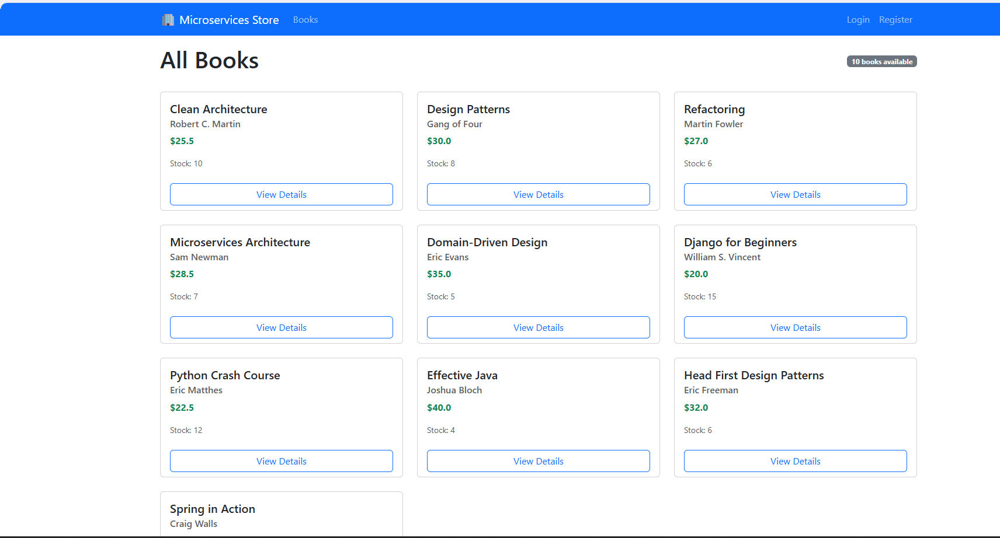 Microservices Store Books Login Register
All Books
10 books available
Clean Architecture
Robert C. Martin
$25.5
Stock: 10
View Details
Design Patterns
Gang of Four
$30.0
Stock: 8
View Details
Refactoring
Martin Fowler
$27.0
Stock: 6
View Details
Microservices Architecture
Sam Newman
$28.5
Stock: 7
View Details
Domain-Driven Design
Eric Evans
$35.0
Stock: 5
View Details
Django for Beginners
William S. Vincent
$20.0
Stock: 15
View Details
Python Crash Course
Eric Matthes
$22.5
Stock: 12
View Details
Effective Java
Joshua Bloch
$40.0
Stock: 4
View Details
Head First Design Patterns
Eric Freeman
$32.0
Stock: 6
View Details
Spring in Action
Craig Walls